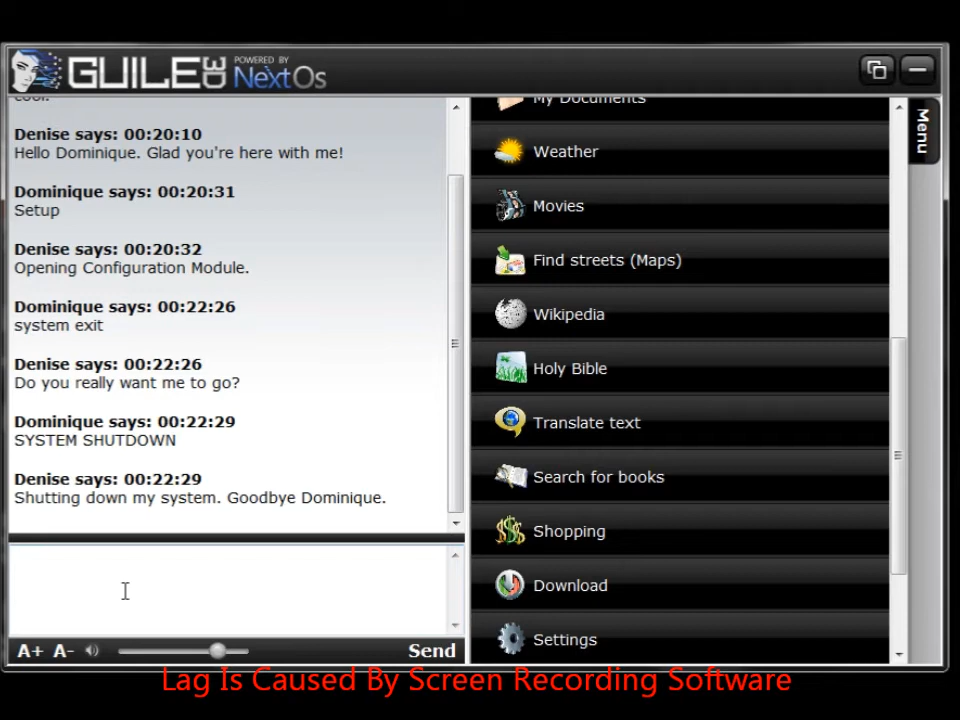 GUILE 3D POWERED BY NextOs
cool.
Denise says: 00:20:10
Hello Dominique. Glad you're here with me!
Dominique says: 00:20:31
Setup
Denise says: 00:20:32
Opening Configuration Module.
Dominique says: 00:22:26
system exit
Denise says: 00:22:26
Do you really want me to go?
Dominique says: 00:22:29
SYSTEM SHUTDOWN
Denise says: 00:22:29
Shutting down my system. Goodbye Dominique.
A+ A- Send
My Documents
Weather
Movies
Find streets (Maps)
Wikipedia
Holy Bible
Translate text
Search for books
Shopping
Download
Settings
Menu
Lag Is Caused By Screen Recording Software